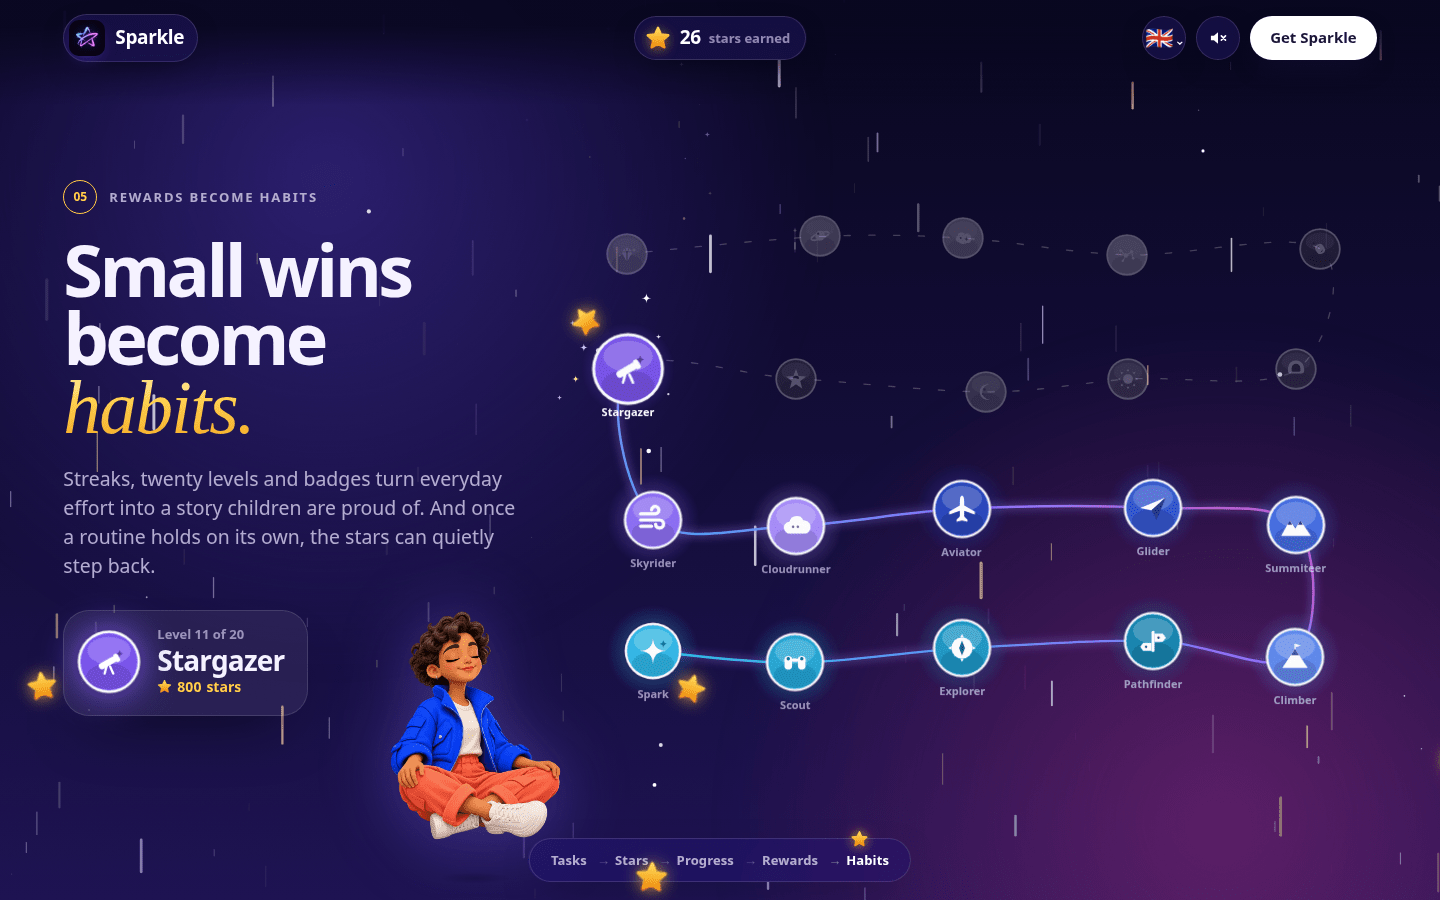 Sparkle
26 stars earned
Get Sparkle
05 REWARDS BECOME HABITS
Small wins
become
habits.
Streaks, twenty levels and badges turn everyday
effort into a story children are proud of. And once
a routine holds on its own, the stars can quietly
step back.
Level 11 of 20
Stargazer
800 stars
Stargazer
Skyrider
Cloudrunner
Aviator
Glider
Summiteer
Spark
Scout
Explorer
Pathfinder
Climber
Tasks → Stars → Progress → Rewards → Habits